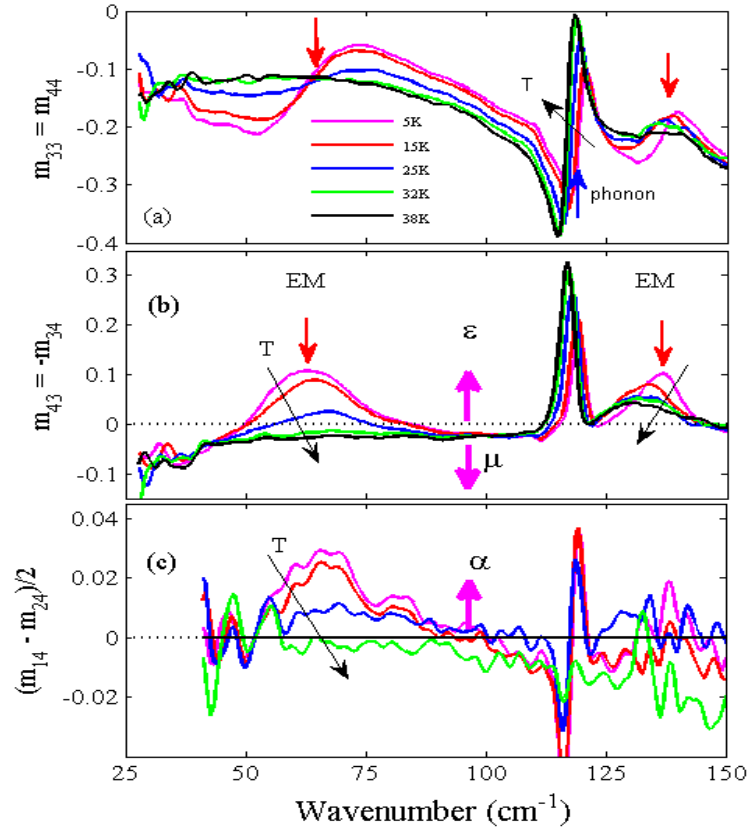 0
-0.1
-0.2
-0.3
-0.4
m33 = m44
T
5K
15K
25K
32K
38K
phonon
(a)
0.3
0.2
0.1
0
-0.1
m43 = -m34
(b)
EM
EM
T
ε
μ
0.04
0.02
0
-0.02
(m14 - m24)/2
(c)
T
α
25
50
75
100
125
150
Wavenumber (cm-1)